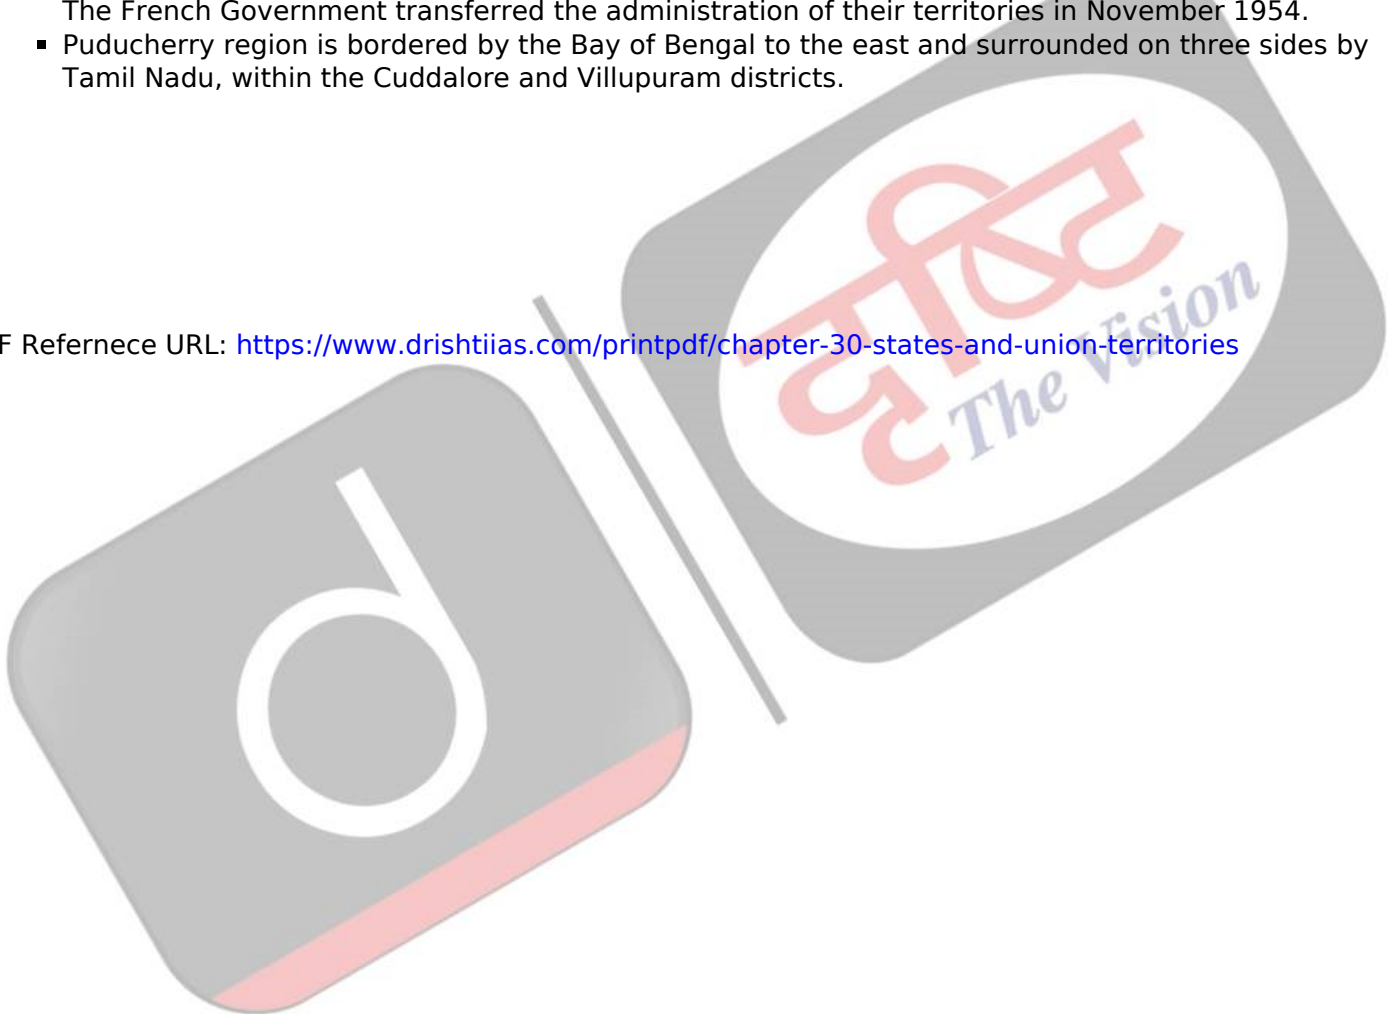 The French Government transferred the administration of their territories in November 1954.
▪ Puducherry region is bordered by the Bay of Bengal to the east and surrounded on three sides by
Tamil Nadu, within the Cuddalore and Villupuram districts.
दृष्टि
The Vision
F Refernece URL: https://www.drishtiias.com/printpdf/chapter-30-states-and-union-territories
d